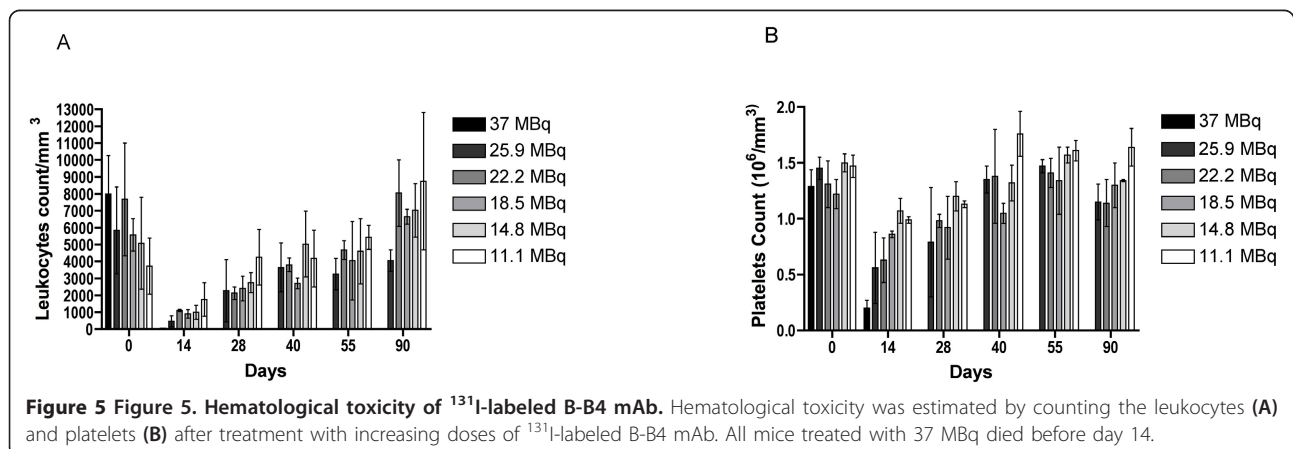 A
Leukocytes count/mm³
13000
12000
11000
10000
9000
8000
7000
6000
5000
4000
3000
2000
1000
0
0 14 28 40 55 90
Days
37 MBq
25.9 MBq
22.2 MBq
18.5 MBq
14.8 MBq
11.1 MBq
B
Platelets Count (10⁶/mm³)
2.0
1.5
1.0
0.5
0.0
0 14 28 40 55 90
Days
37 MBq
25.9 MBq
22.2 MBq
18.5 MBq
14.8 MBq
11.1 MBq
Figure 5 Figure 5. Hematological toxicity of ¹³¹I-labeled B-B4 mAb. Hematological toxicity was estimated by counting the leukocytes (A)
and platelets (B) after treatment with increasing doses of ¹³¹I-labeled B-B4 mAb. All mice treated with 37 MBq died before day 14.